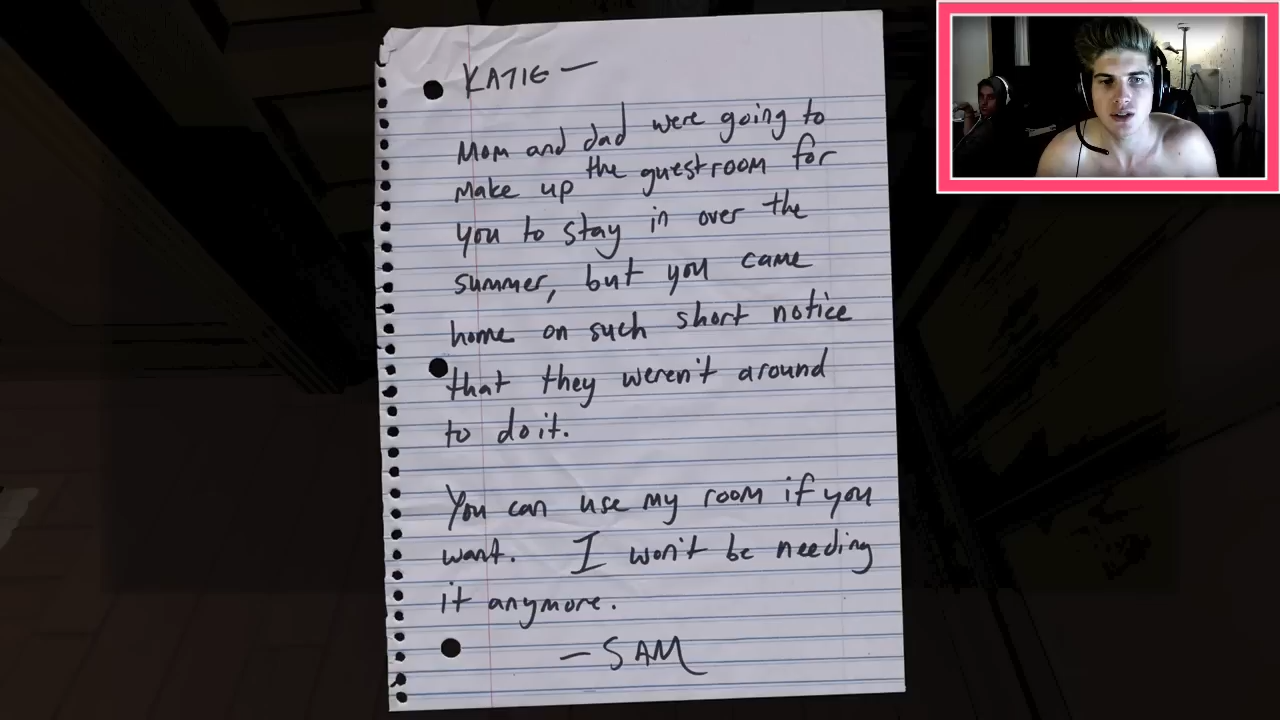 KATIE —
Mom and dad were going to
make up the guestroom for
you to stay in over the
summer, but you came
home on such short notice
that they weren't around
to do it.
You can use my room if you
want. I won't be needing
it anymore.
— SAM